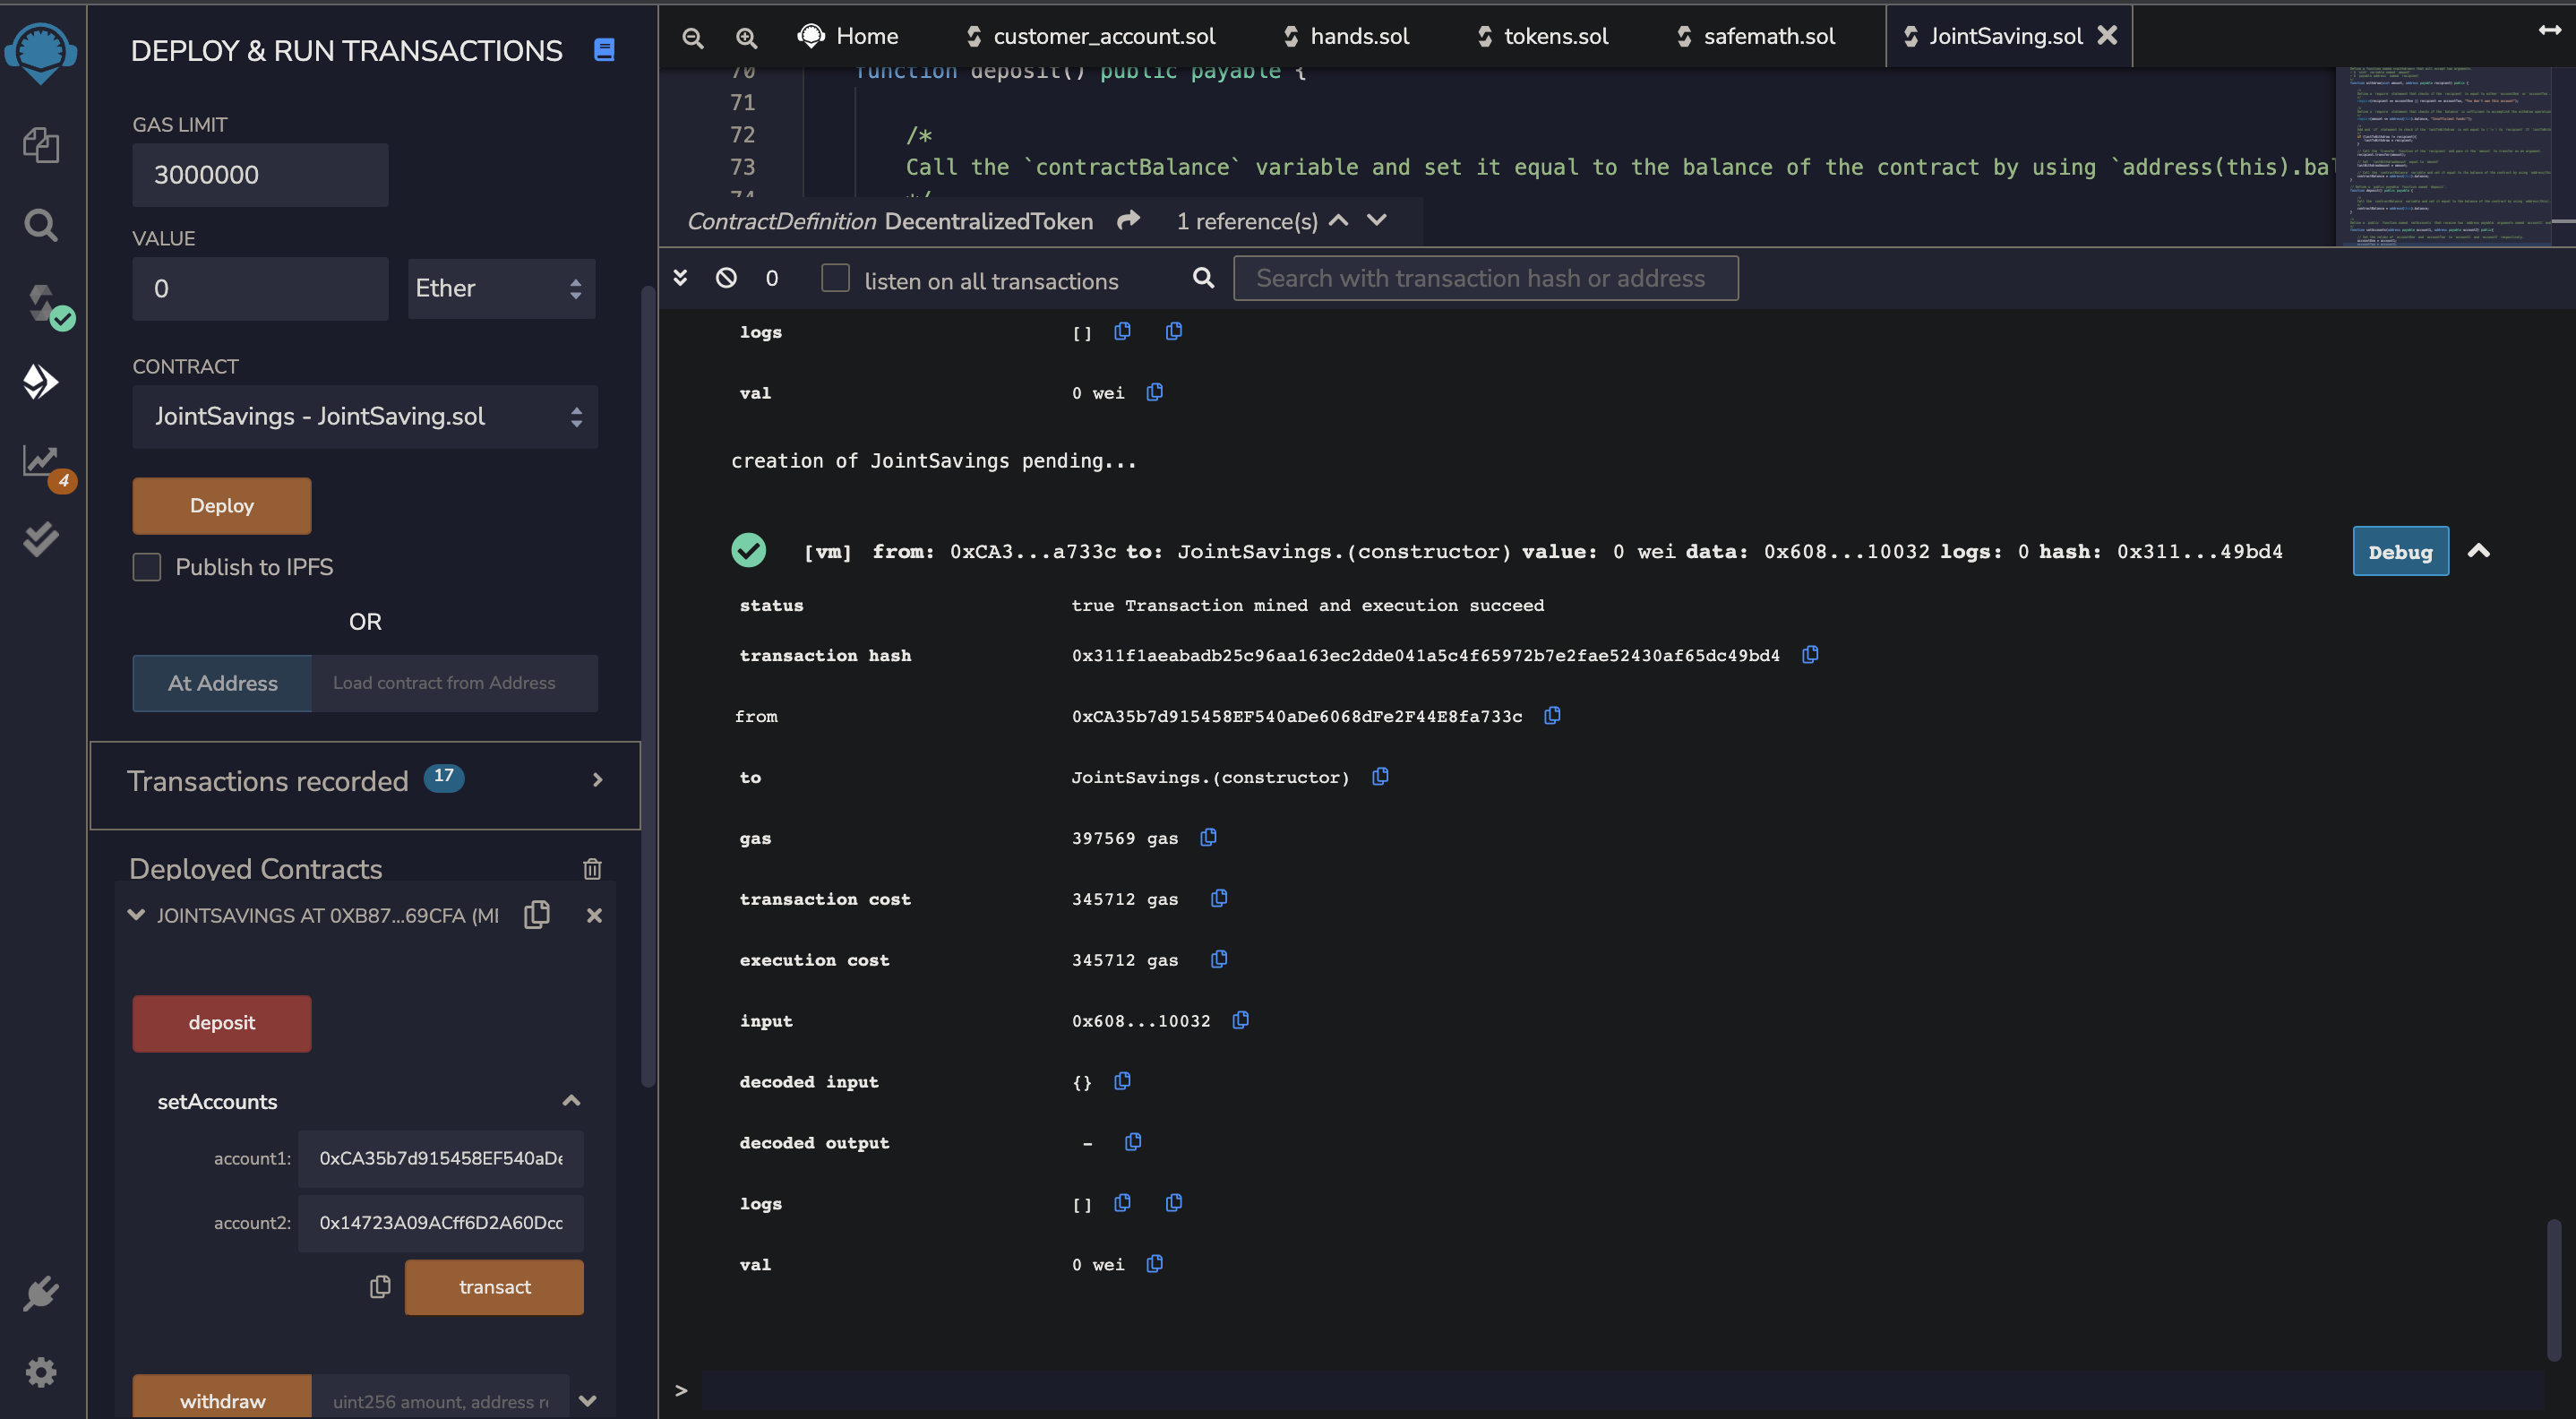 DEPLOY & RUN TRANSACTIONS
GAS LIMIT
3000000
VALUE
0
Ether
CONTRACT
JointSavings - JointSaving.sol
Deploy
Publish to IPFS
OR
At Address
Load contract from Address
Transactions recorded 17
Deployed Contracts
JOINTSAVINGS AT 0XB87...69CFA (MI
deposit
setAccounts
account1: 0xCA35b7d915458EF540aDe
account2: 0x14723A09ACff6D2A60Dcc
transact
withdraw
uint256 amount, address re
4
Home
customer_account.sol
hands.sol
tokens.sol
safemath.sol
JointSaving.sol
70 function deposit() public payable {
71
72 /*
73 Call the `contractBalance` variable and set it equal to the balance of the contract by using `address(this).bal
74 */
ContractDefinition DecentralizedToken 1 reference(s)
0 listen on all transactions
Search with transaction hash or address
logs []
val 0 wei
creation of JointSavings pending...
[vm] from: 0xCA3...a733c to: JointSavings.(constructor) value: 0 wei data: 0x608...10032 logs: 0 hash: 0x311...49bd4
Debug
status true Transaction mined and execution succeed
transaction hash 0x311f1aeabadb25c96aa163ec2dde041a5c4f65972b7e2fae52430af65dc49bd4
from 0xCA35b7d915458EF540aDe6068dFe2F44E8fa733c
to JointSavings.(constructor)
gas 397569 gas
transaction cost 345712 gas
execution cost 345712 gas
input 0x608...10032
decoded input {}
decoded output -
logs []
val 0 wei
>